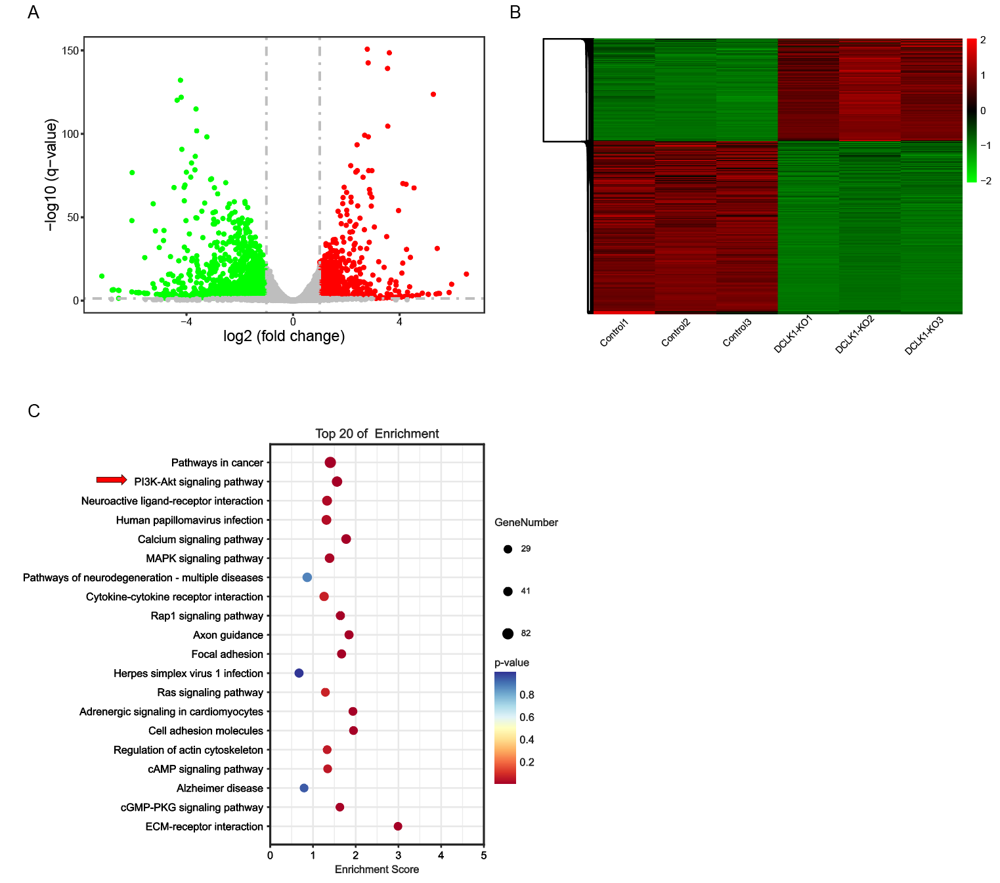 A
150
100
50
0
−log10 (q−value)
−4
0
4
log2 (fold change)
B
2
1
0
−1
−2
Control1
Control2
Control3
DCLK1-KO1
DCLK1-KO2
DCLK1-KO3
C
Top 20 of Enrichment
Pathways in cancer
PI3K-Akt signaling pathway
Neuroactive ligand-receptor interaction
Human papillomavirus infection
Calcium signaling pathway
MAPK signaling pathway
Pathways of neurodegeneration - multiple diseases
Cytokine-cytokine receptor interaction
Rap1 signaling pathway
Axon guidance
Focal adhesion
Herpes simplex virus 1 infection
Ras signaling pathway
Adrenergic signaling in cardiomyocytes
Cell adhesion molecules
Regulation of actin cytoskeleton
cAMP signaling pathway
Alzheimer disease
cGMP-PKG signaling pathway
ECM-receptor interaction
0
1
2
3
4
5
Enrichment Score
GeneNumber
29
41
82
p-value
0.8
0.6
0.4
0.2